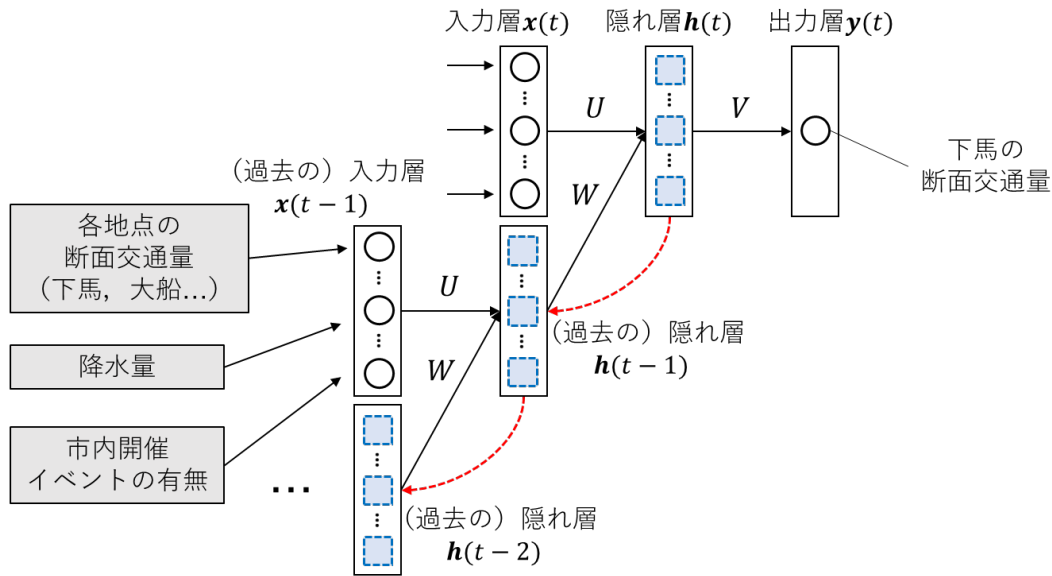 入力層x(t)
隠れ層h(t)
出力層y(t)
U
V
W
下馬の
断面交通量
(過去の) 入力層
x(t−1)
各地点の
断面交通量
(下馬,大船…)
降水量
市内開催
イベントの有無
U
W
(過去の) 隠れ層
h(t−1)
…
(過去の) 隠れ層
h(t−2)